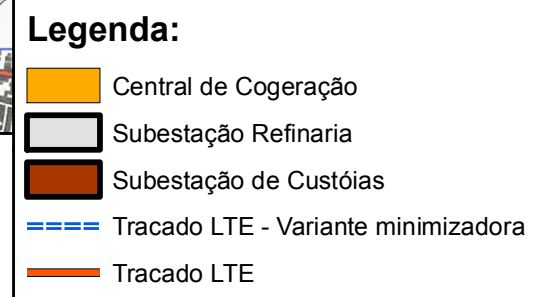 Legenda:
Central de Cogeração
Subestação Refinaria
Subestação de Custóias
Tracado LTE - Variante minimizadora
Tracado LTE